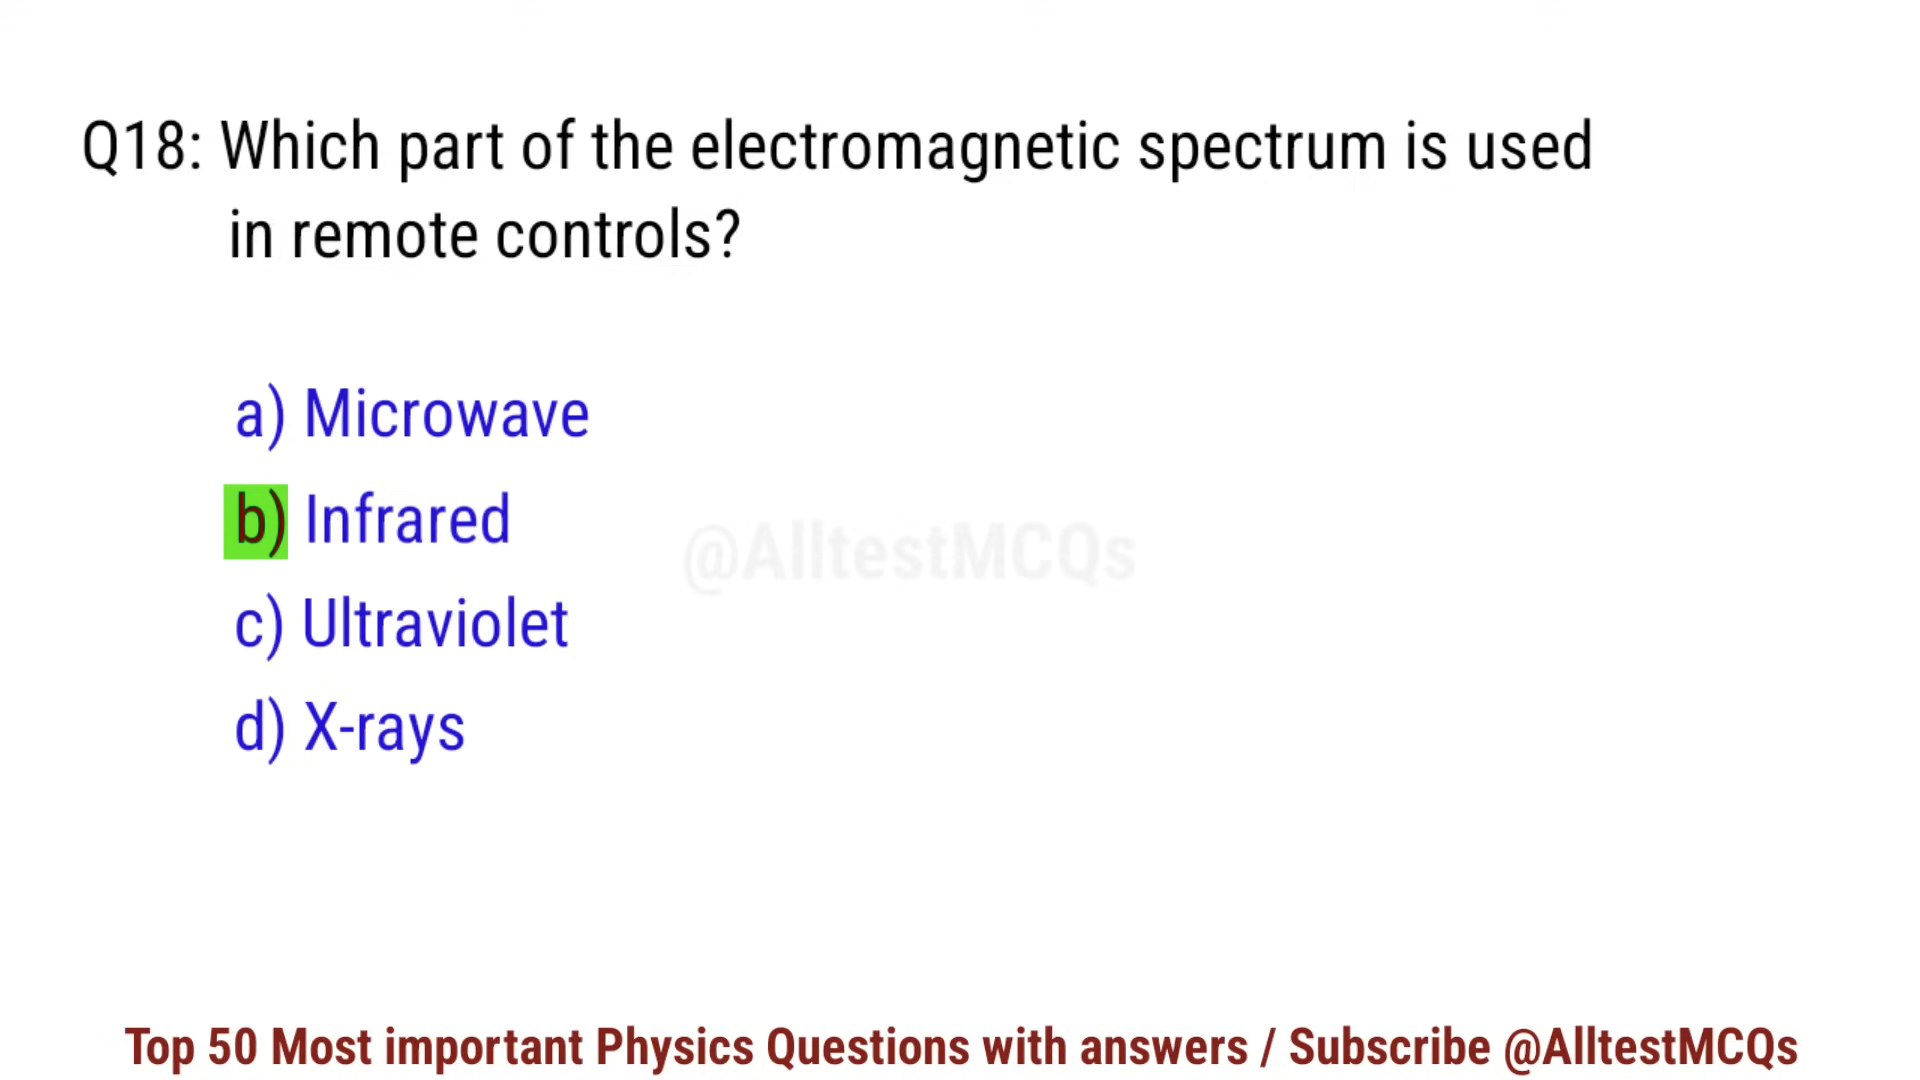 Q18: Which part of the electromagnetic spectrum is used
in remote controls?
a) Microwave
b) Infrared
@AlltestMCQs
c) Ultraviolet
d) X-rays
Top 50 Most important Physics Questions with answers / Subscribe @AlltestMCQs